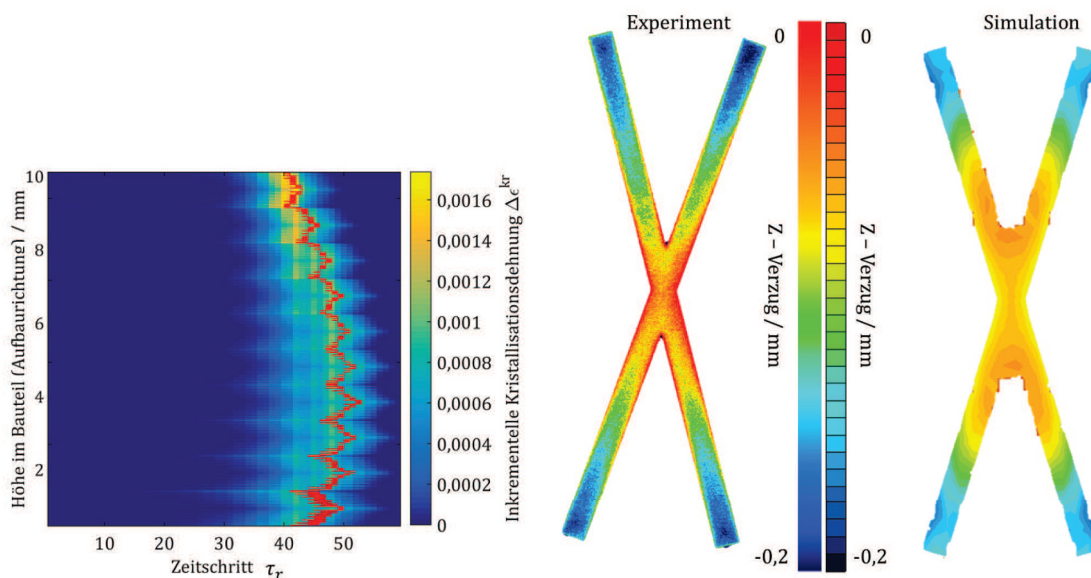 10
8
6
4
2
Höhe im Bauteil (Aufbaurichtung) / mm
10 20 30 40 50
Zeitschritt τr
0,0016
0,0014
0,0012
0,001
0,0008
0,0006
0,0004
0,0002
0
Inkrementelle Kristallisationsdehnung Δϵkr
Experiment
0
Z – Verzug / mm
-0,2
Simulation
0
Z – Verzug / mm
-0,2